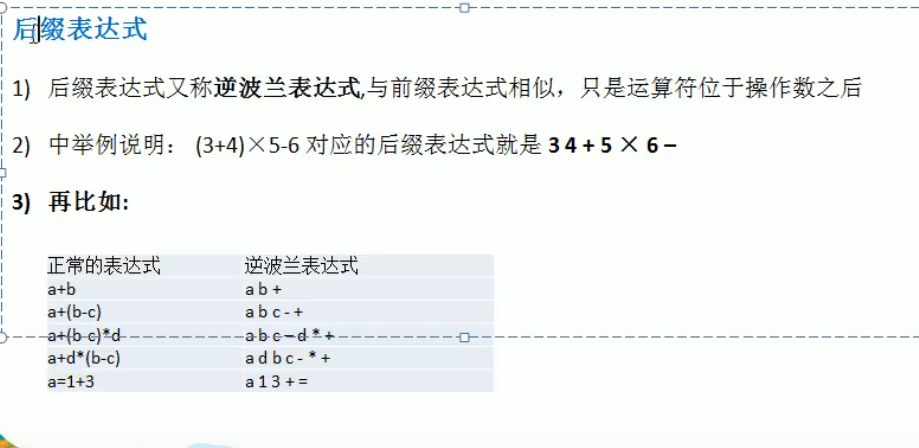 后缀表达式
1) 后缀表达式又称逆波兰表达式,与前缀表达式相似，只是运算符位于操作数之后
2) 中举例说明： (3+4)×5-6 对应的后缀表达式就是 3 4 + 5 × 6 –
3) 再比如:
正常的表达式 逆波兰表达式
a+b a b +
a+(b-c) a b c - +
a+(b-c)*d a b c – d * +
a+d*(b-c) a d b c - * +
a=1+3 a 1 3 + =